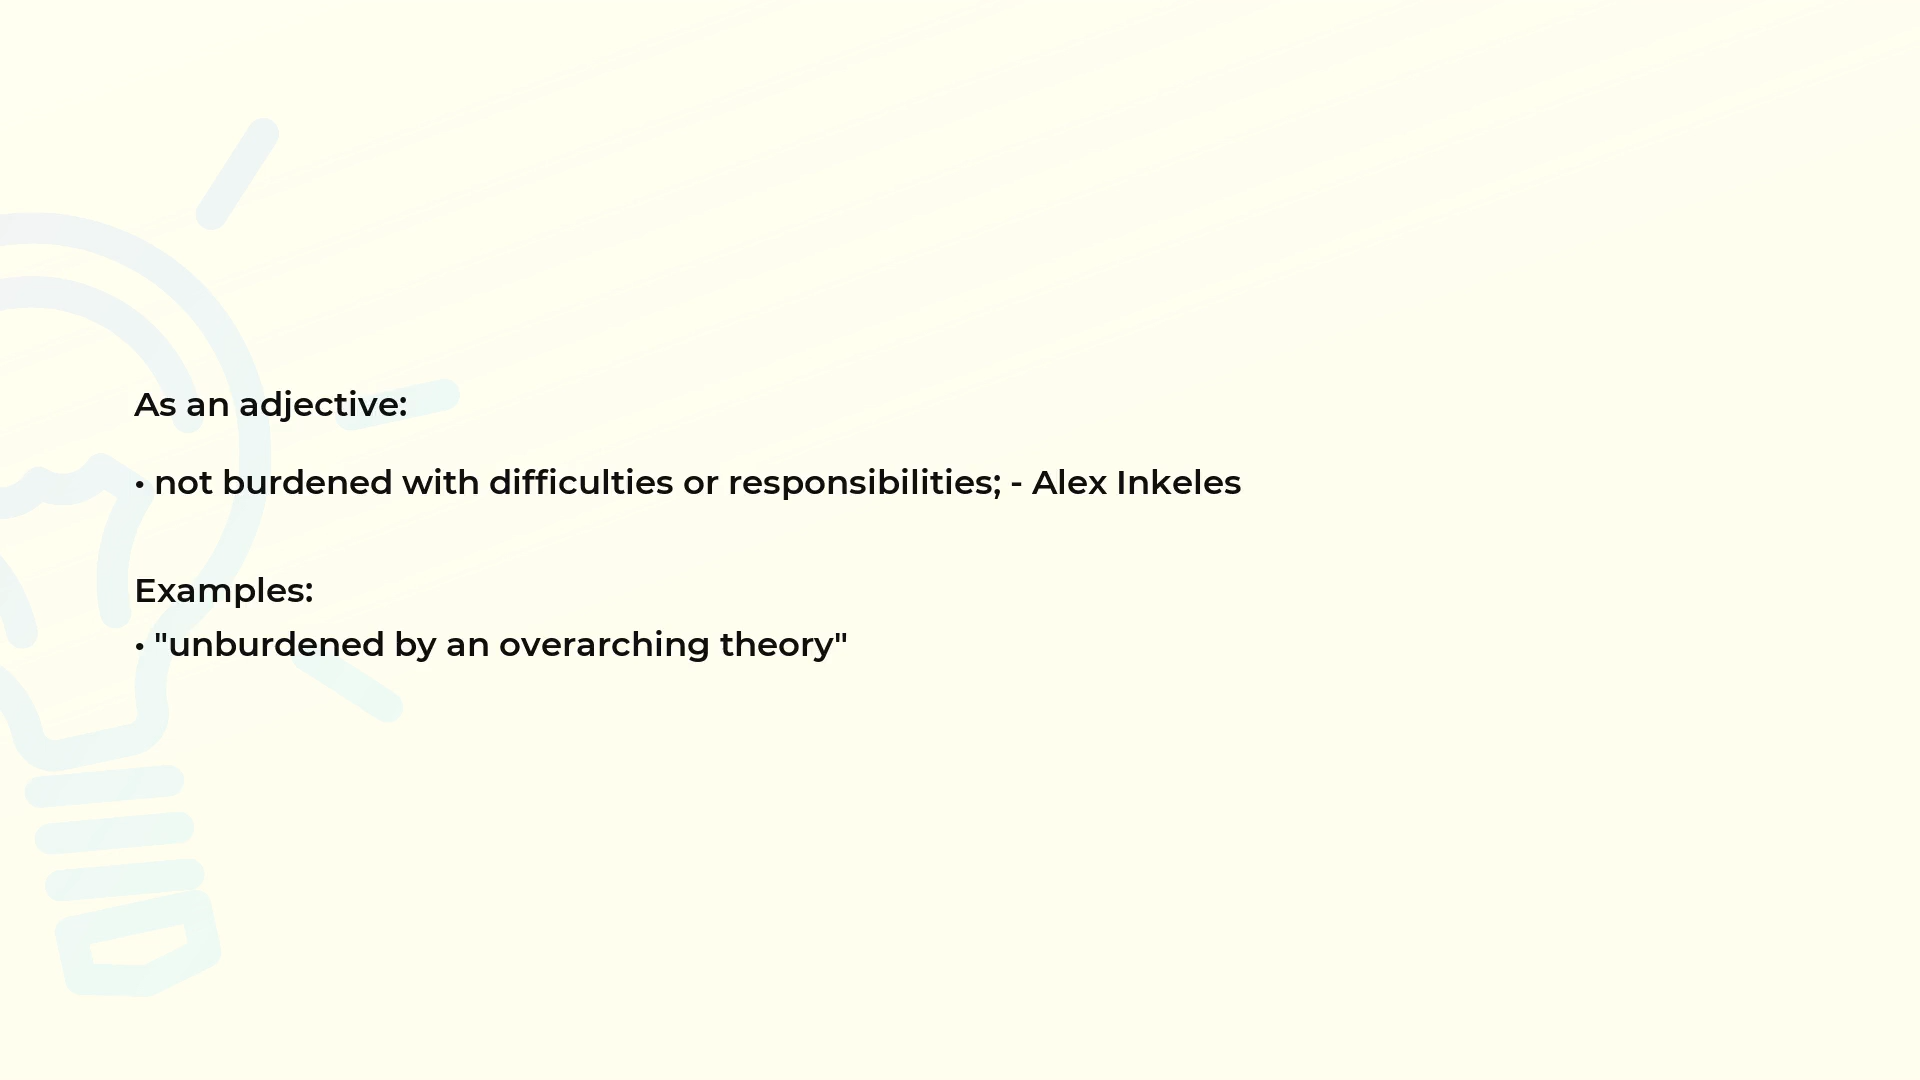 As an adjective:
• not burdened with difficulties or responsibilities; - Alex Inkeles
Examples:
• "unburdened by an overarching theory"